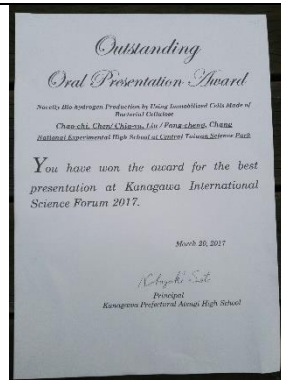 Outstanding
Oral Presentation Award
Novelly Bio-hydrogen Production by Using Immobilized Cells Made of
Bacterial Cellulose
Chao-chi, Chen/ Chia-yu, Liu / Fang-cheng, Chang
National Experimental High School at Central Taiwan Science Park
You have won the award for the best
presentation at Kanagawa International
Science Forum 2017.
March 20, 2017
Principal
Kanagawa Prefectural Atsugi High School